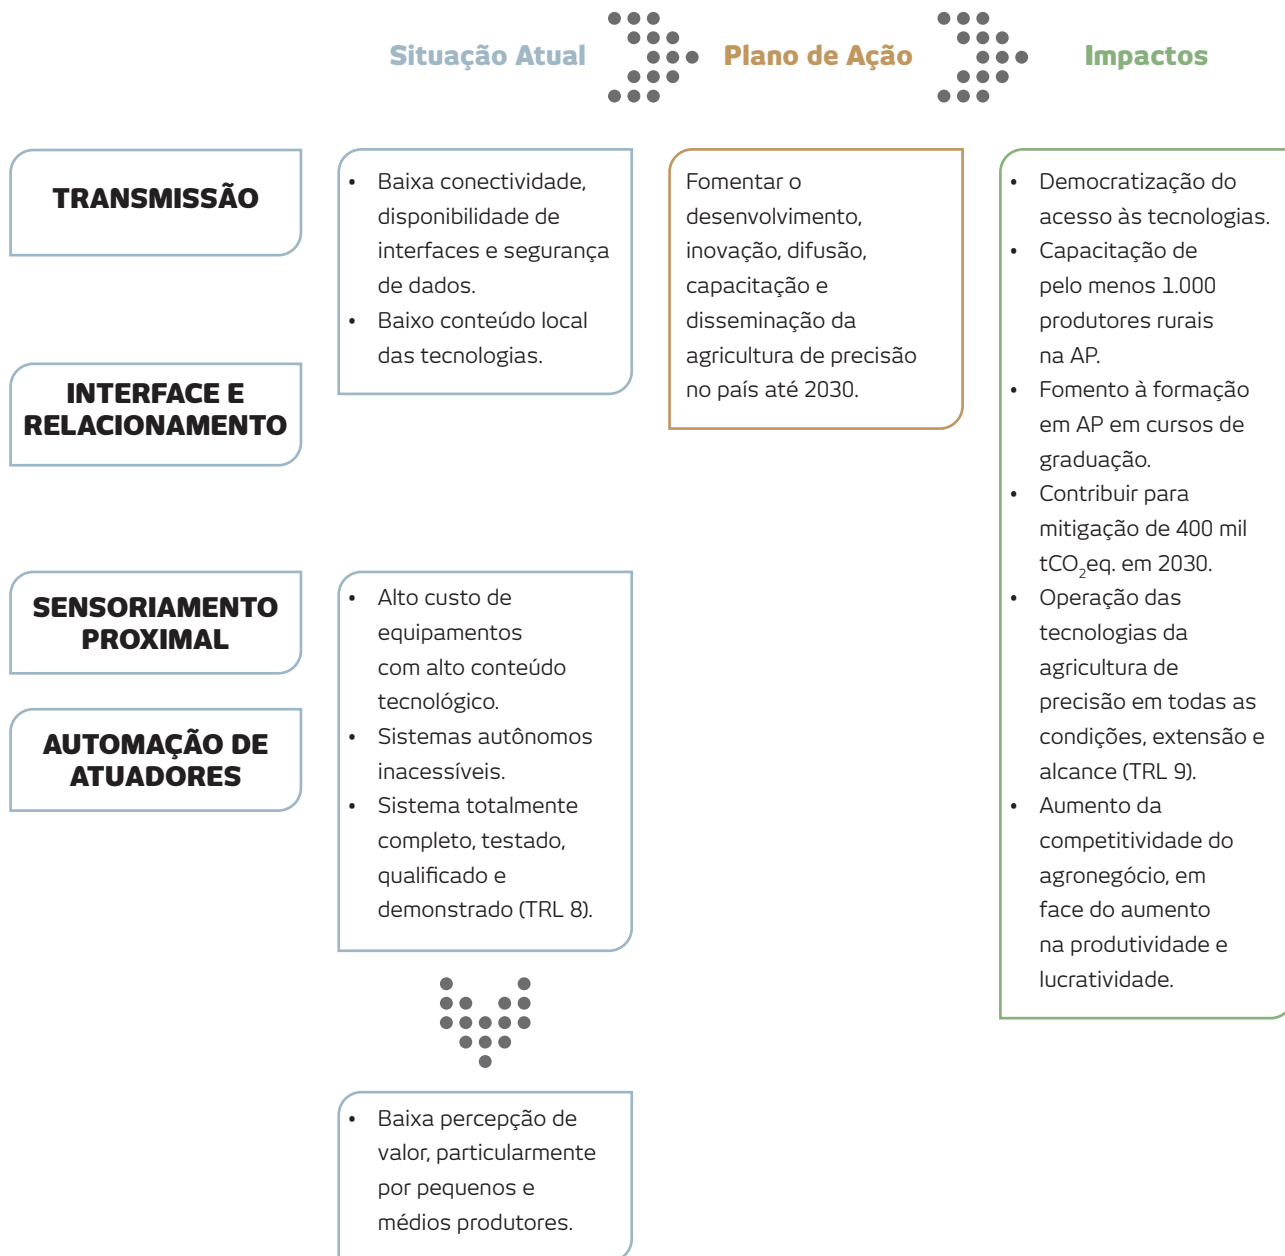 Situação Atual
Plano de Ação
Impactos
TRANSMISSÃO
INTERFACE E
RELACIONAMENTO
SENSORIAMENTO
PROXIMAL
AUTOMAÇÃO DE
ATUADORES
• Baixa conectividade,
disponibilidade de
interfaces e segurança
de dados.
• Baixo conteúdo local
das tecnologias.
• Alto custo de
equipamentos
com alto conteúdo
tecnológico.
• Sistemas autônomos
inacessíveis.
• Sistema totalmente
completo, testado,
qualificado e
demonstrado (TRL 8).
• Baixa percepção de
valor, particularmente
por pequenos e
médios produtores.
Fomentar o
desenvolvimento,
inovação, difusão,
capacitação e
disseminação da
agricultura de precisão
no país até 2030.
• Democratização do
acesso às tecnologias.
• Capacitação de
pelo menos 1.000
produtores rurais
na AP.
• Fomento à formação
em AP em cursos de
graduação.
• Contribuir para
mitigação de 400 mil
tCO₂eq. em 2030.
• Operação das
tecnologias da
agricultura de
precisão em todas as
condições, extensão e
alcance (TRL 9).
• Aumento da
competitividade do
agronegócio, em
face do aumento
na produtividade e
lucratividade.